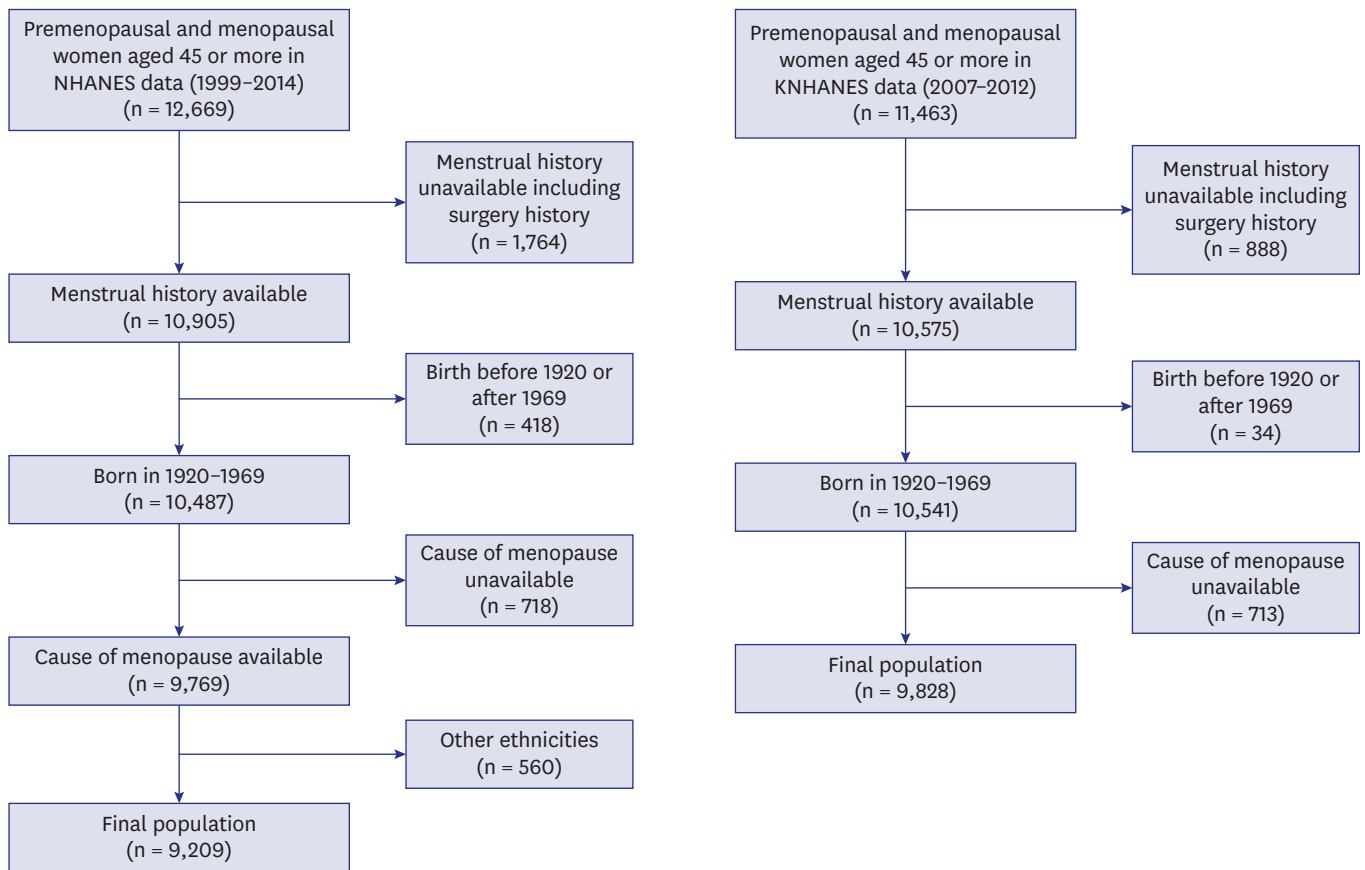 Premenopausal and menopausal
women aged 45 or more in
NHANES data (1999–2014)
(n = 12,669)
Menstrual history
unavailable including
surgery history
(n = 1,764)
Menstrual history available
(n = 10,905)
Birth before 1920 or
after 1969
(n = 418)
Born in 1920–1969
(n = 10,487)
Cause of menopause
unavailable
(n = 718)
Cause of menopause available
(n = 9,769)
Other ethnicities
(n = 560)
Final population
(n = 9,209)
Premenopausal and menopausal
women aged 45 or more in
KNHANES data (2007–2012)
(n = 11,463)
Menstrual history
unavailable including
surgery history
(n = 888)
Menstrual history available
(n = 10,575)
Birth before 1920 or
after 1969
(n = 34)
Born in 1920–1969
(n = 10,541)
Cause of menopause
unavailable
(n = 713)
Final population
(n = 9,828)